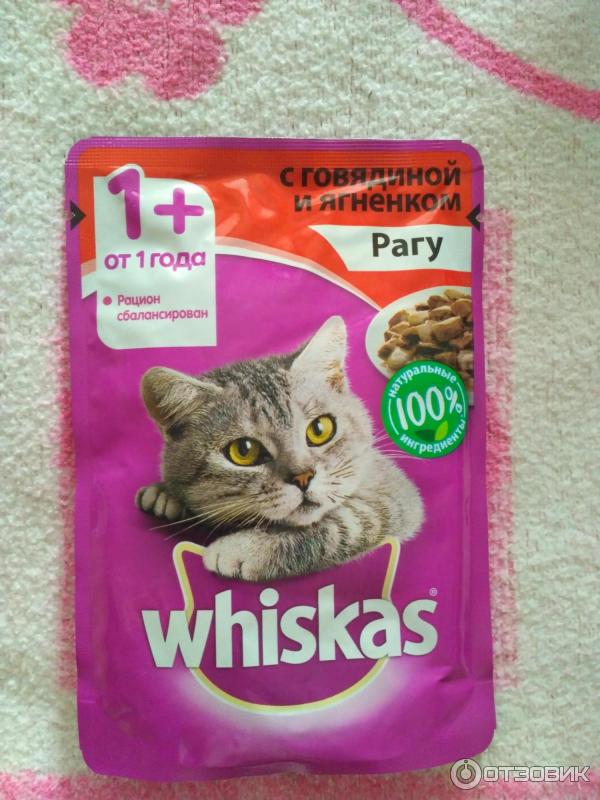 1+
от 1 года
• Рацион
сбалансирован
с говядиной
и ягненком
Рагу
натуральные
100%
ингредиенты
whiskas®
ОТЗОВИК